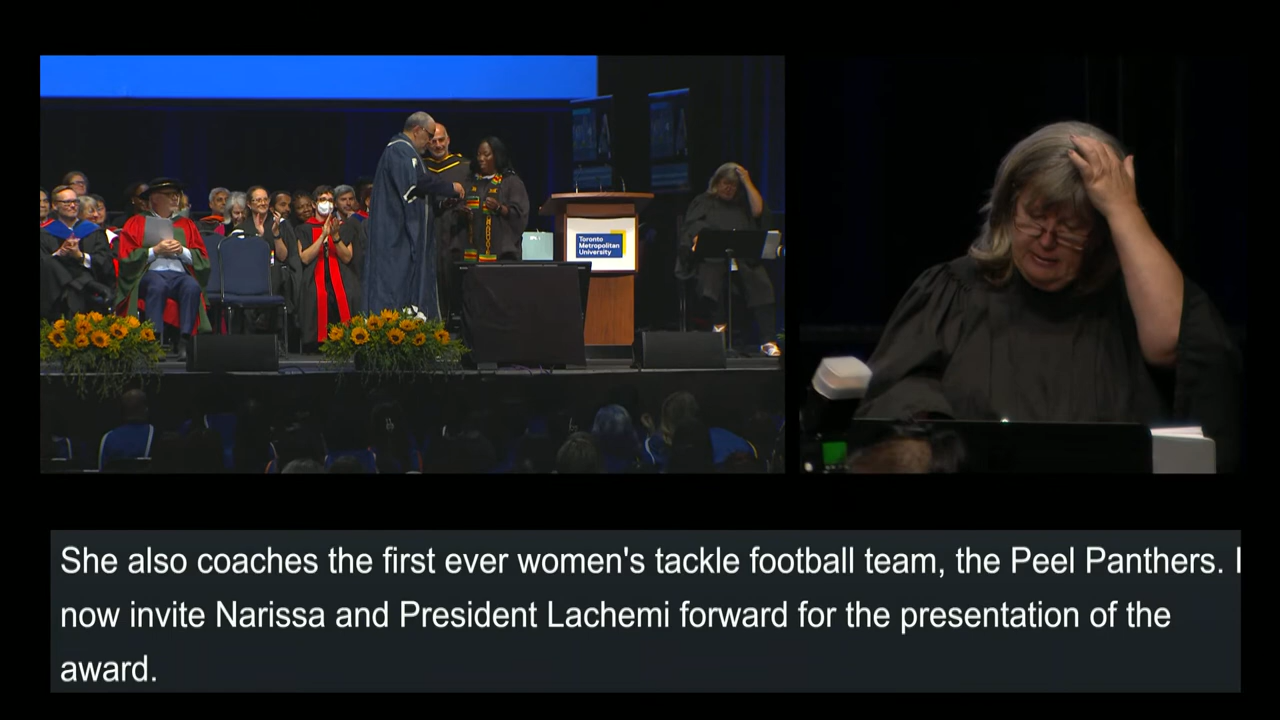 Toronto
Metropolitan
University
She also coaches the first ever women's tackle football team, the Peel Panthers. I
now invite Narissa and President Lachemi forward for the presentation of the
award.